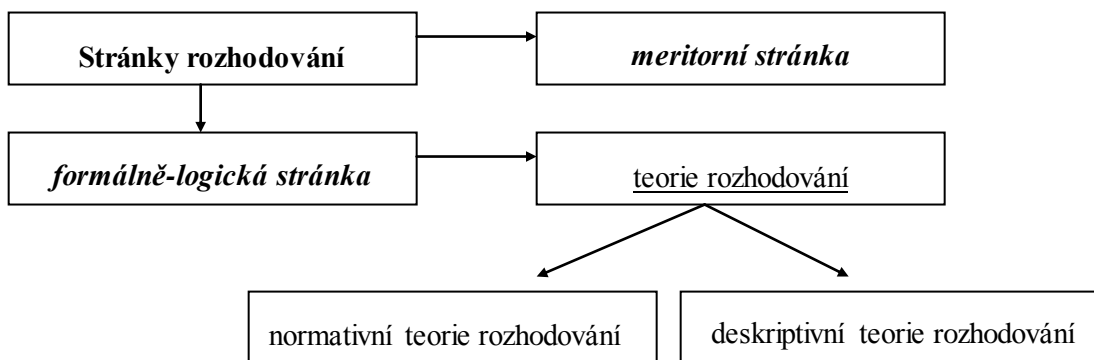 Stránky rozhodování
meritorní stránka
formálně-logická stránka
teorie rozhodování
normativní teorie rozhodování
deskriptivní teorie rozhodování